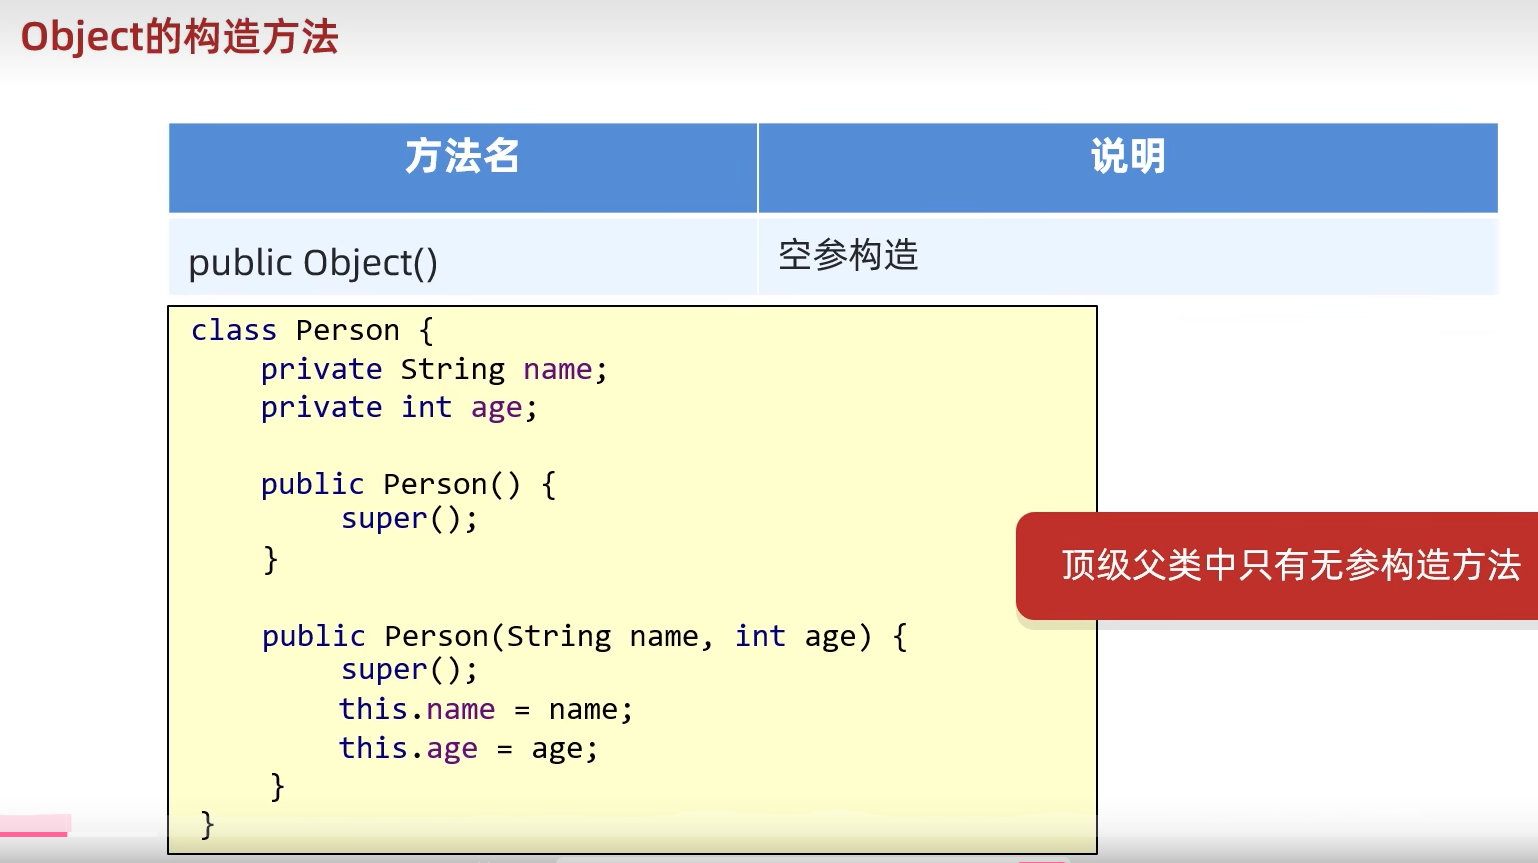 Object的构造方法
方法名 说明
public Object() 空参构造
class Person {
private String name;
private int age;
public Person() {
super();
}
顶级父类中只有无参构造方法
public Person(String name, int age) {
super();
this.name = name;
this.age = age;
}
}